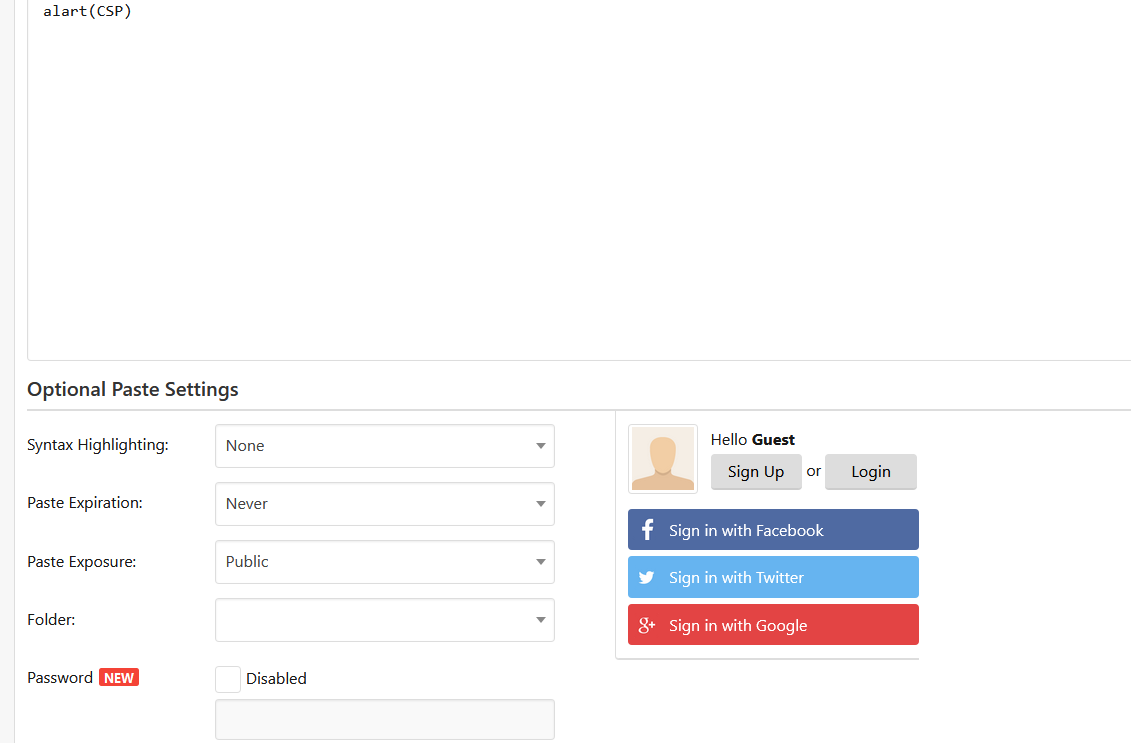 alart(CSP)
Optional Paste Settings
Syntax Highlighting: None
Paste Expiration: Never
Paste Exposure: Public
Folder:
Password NEW Disabled
Hello Guest
Sign Up or Login
Sign in with Facebook
Sign in with Twitter
g+ Sign in with Google